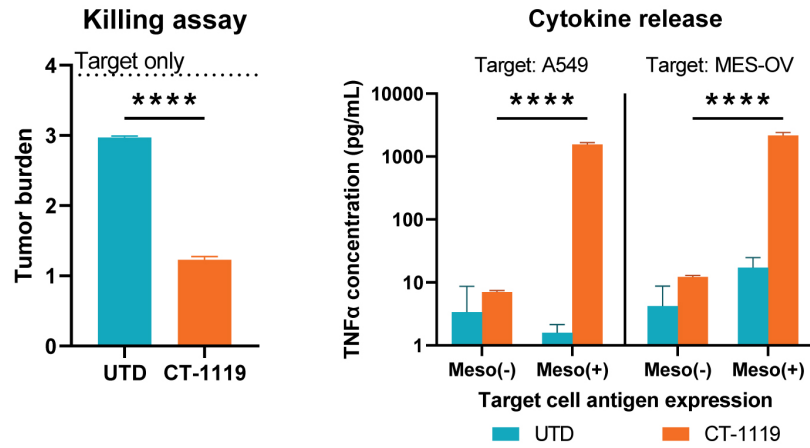 Killing assay
Target only
4
3
2
1
0
Tumor burden
****
UTD
CT-1119
Cytokine release
Target: A549
Target: MES-OV
****
****
10000
1000
100
10
1
TNFα concentration (pg/mL)
Meso(-)
Meso(+)
Meso(-)
Meso(+)
Target cell antigen expression
UTD
CT-1119